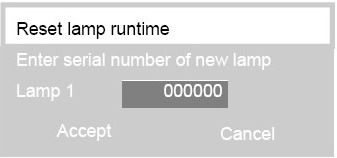 Reset lamp runtime
Enter serial number of new lamp
Lamp 1 000000
Accept Cancel